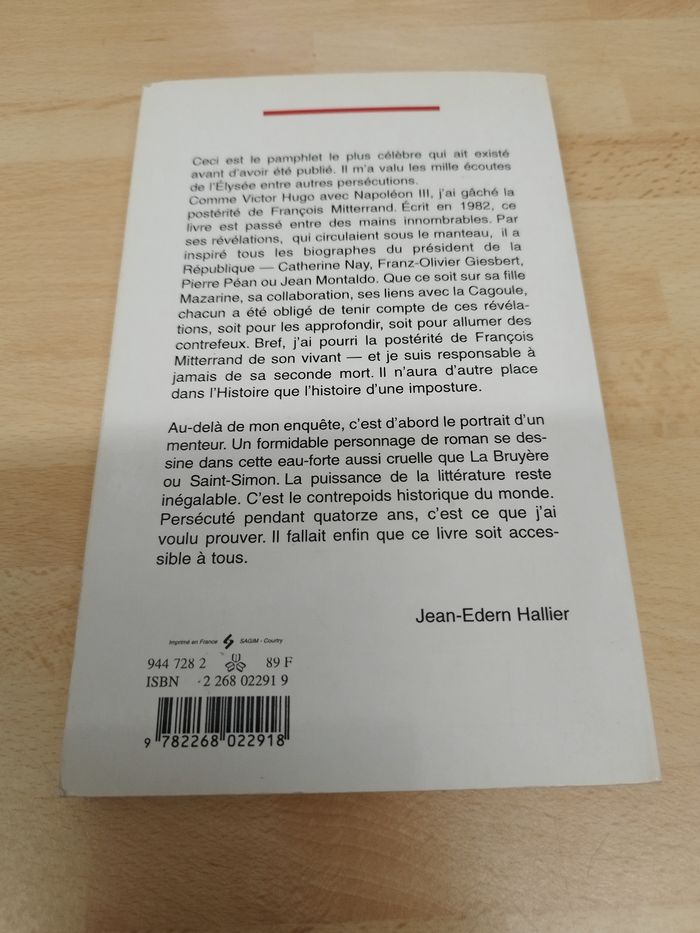 Ceci est le pamphlet le plus célèbre qui ait existé
avant d'avoir été publié. Il m'a valu les mille écoutes
de l'Élysée entre autres persécutions.
Comme Victor Hugo avec Napoléon III, j'ai gâché la
postérité de François Mitterrand. Écrit en 1982, ce
livre est passé entre des mains innombrables. Par
ses révélations, qui circulaient sous le manteau, il a
inspiré tous les biographes du président de la
République — Catherine Nay, Franz-Olivier Giesbert,
Pierre Péan ou Jean Montaldo. Que ce soit sur sa fille
Mazarine, sa collaboration, ses liens avec la Cagoule,
chacun a été obligé de tenir compte de ces révéla-
tions, soit pour les approfondir, soit pour allumer des
contrefeux. Bref, j'ai pourri la postérité de François
Mitterrand de son vivant — et je suis responsable à
jamais de sa seconde mort. Il n'aura d'autre place
dans l'Histoire que l'histoire d'une imposture.
Au-delà de mon enquête, c'est d'abord le portrait d'un
menteur. Un formidable personnage de roman se des-
sine dans cette eau-forte aussi cruelle que La Bruyère
ou Saint-Simon. La puissance de la littérature reste
inégalable. C'est le contrepoids historique du monde.
Persécuté pendant quatorze ans, c'est ce que j'ai
voulu prouver. Il fallait enfin que ce livre soit acces-
sible à tous.
Jean-Edern Hallier
Imprimé en France SAGIM - Courtry
944 728 2 89 F
ISBN - 2 268 02291 9
9 782268 022918